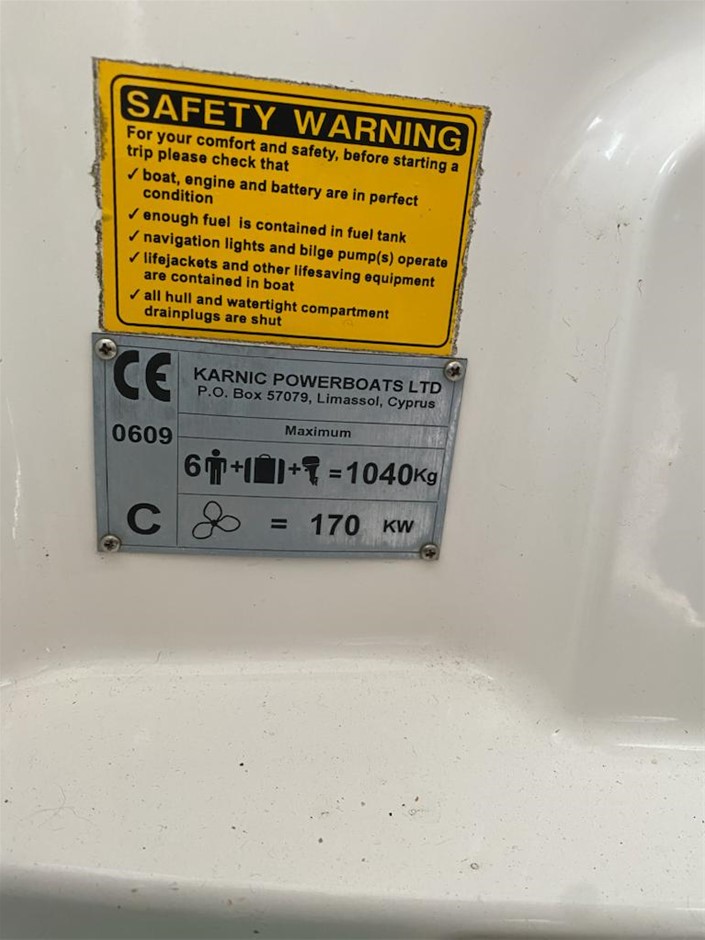 SAFETY WARNING
For your comfort and safety, before starting a
trip please check that
✓ boat, engine and battery are in perfect
condition
✓ enough fuel is contained in fuel tank
✓ navigation lights and bilge pump(s) operate
✓ lifejackets and other lifesaving equipment
are contained in boat
✓ all hull and watertight compartment
drainplugs are shut
CE
KARNIC POWERBOATS LTD
P.O. Box 57079, Limassol, Cyprus
0609
Maximum
6 + + = 1040Kg
C
= 170 KW